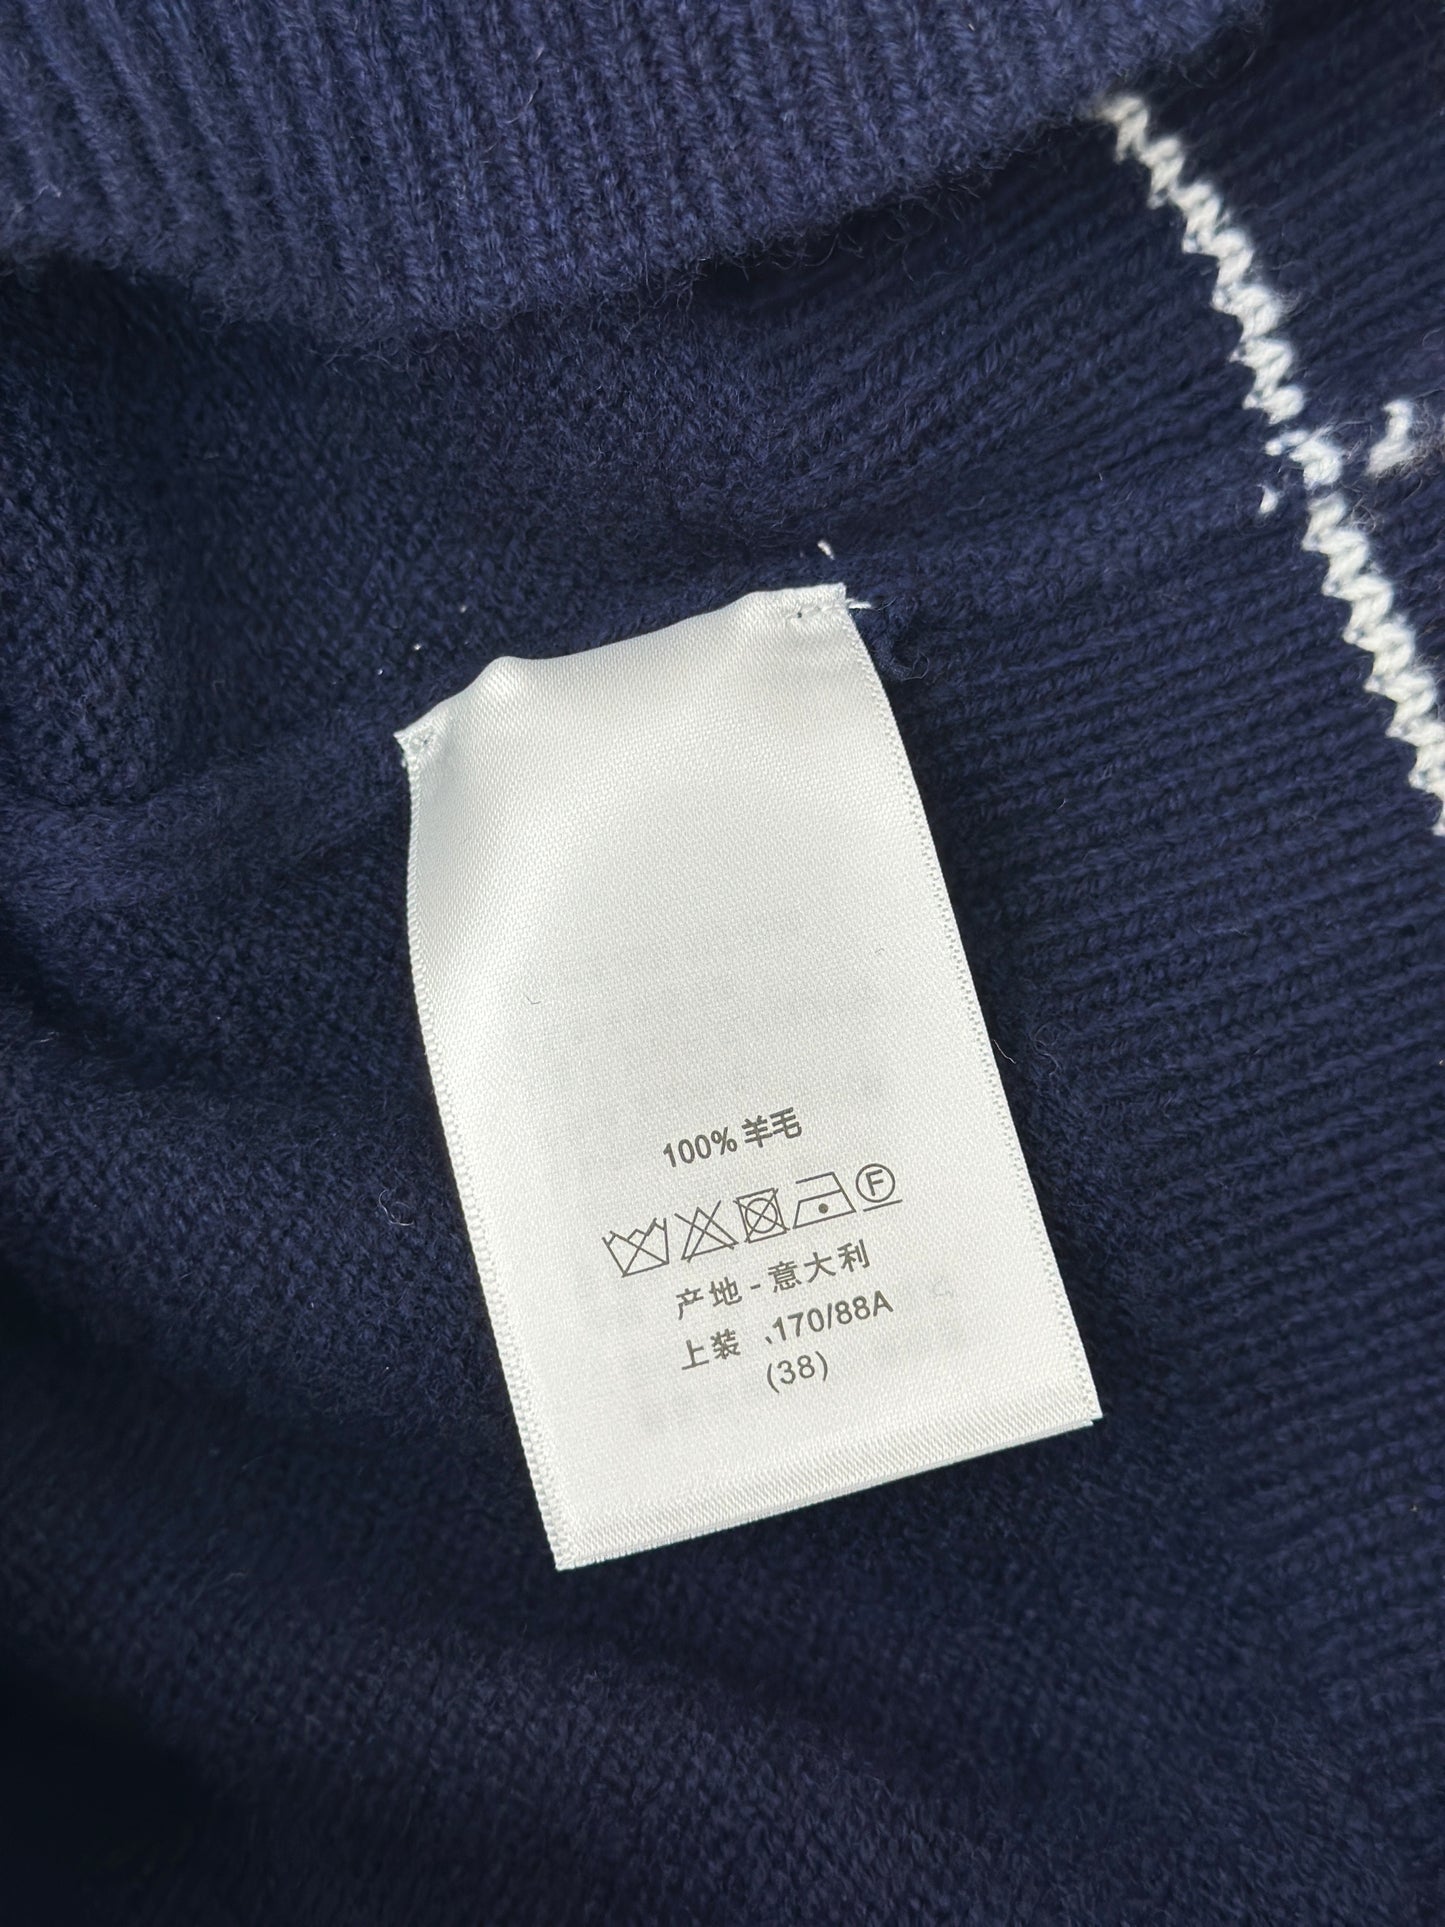 100% 羊毛
F
产地 - 意大利
上装 、170/88A
(38)